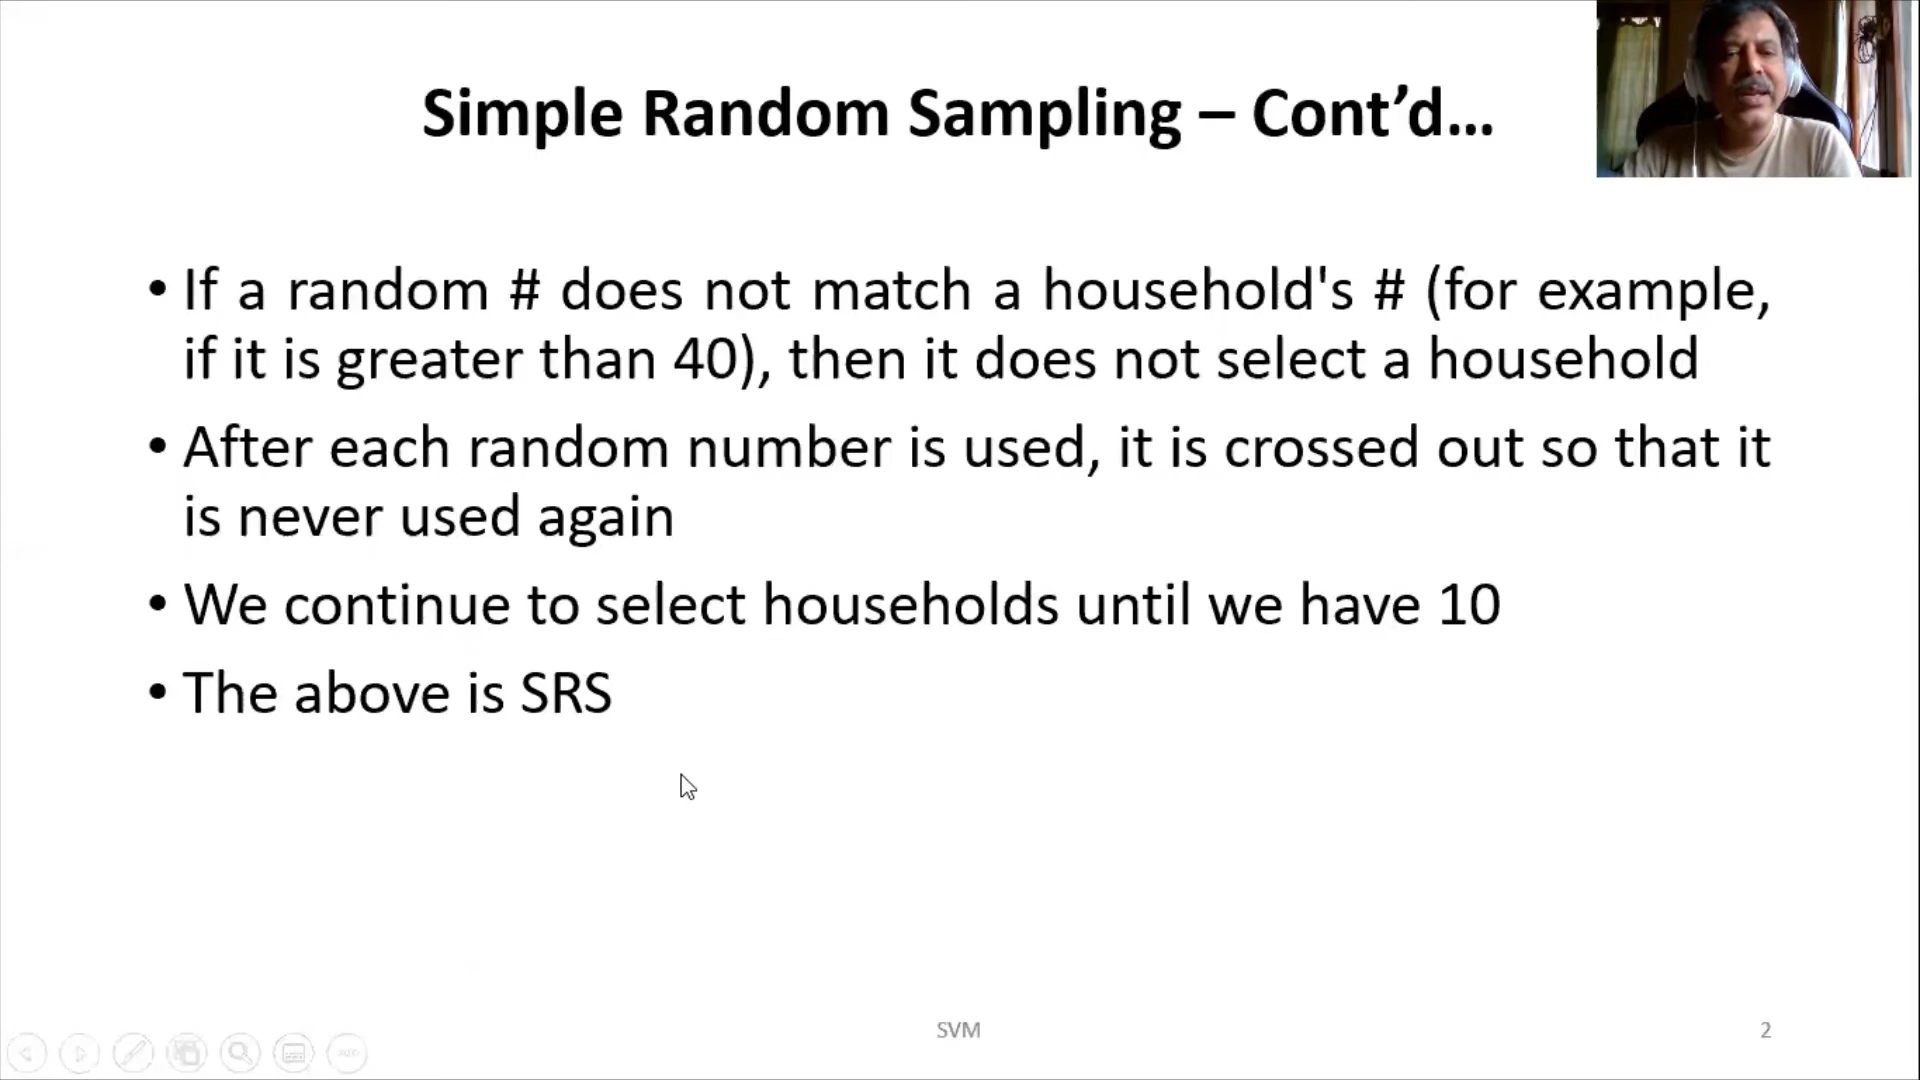 Simple Random Sampling – Cont’d...
• If a random # does not match a household's # (for example,
if it is greater than 40), then it does not select a household
• After each random number is used, it is crossed out so that it
is never used again
• We continue to select households until we have 10
• The above is SRS
SVM
2